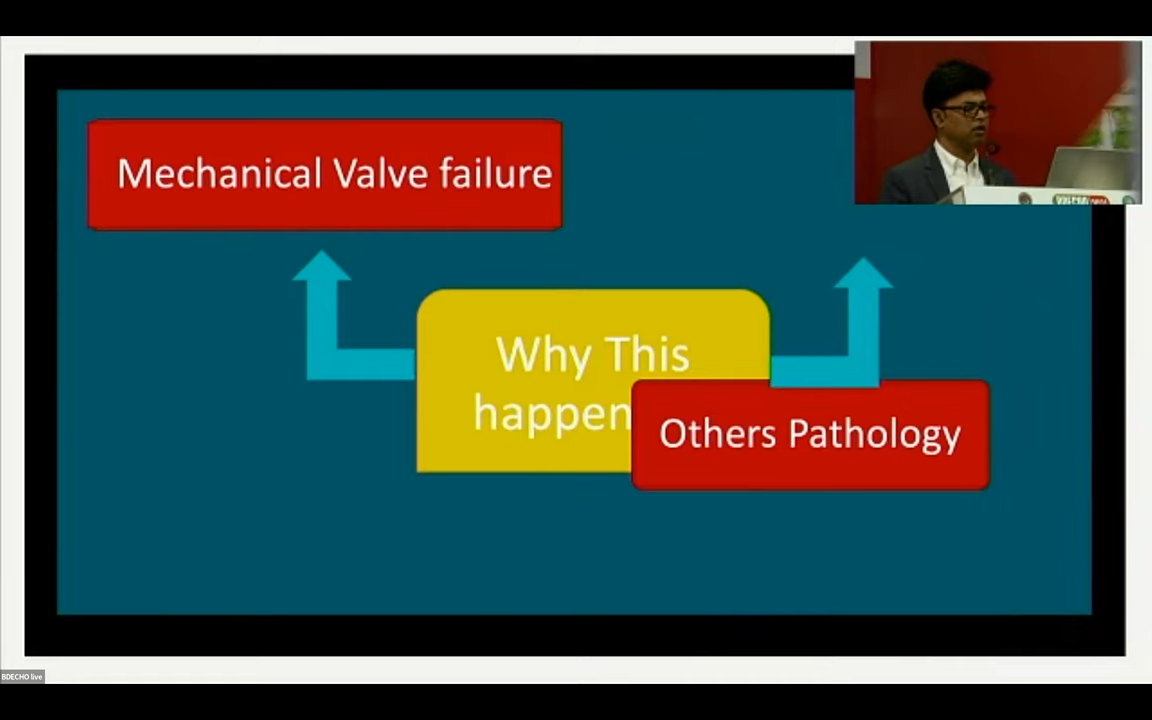 Mechanical Valve failure
Why This
happen
Others Pathology
BDECHO live